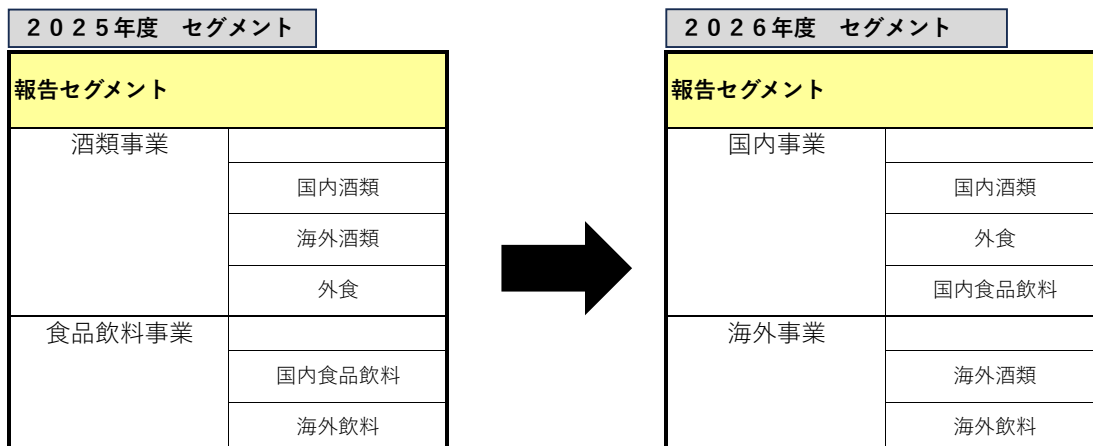 ２０２５年度　セグメント
報告セグメント
酒類事業
国内酒類
海外酒類
外食
食品飲料事業
国内食品飲料
海外飲料
２０２６年度　セグメント
報告セグメント
国内事業
国内酒類
外食
国内食品飲料
海外事業
海外酒類
海外飲料